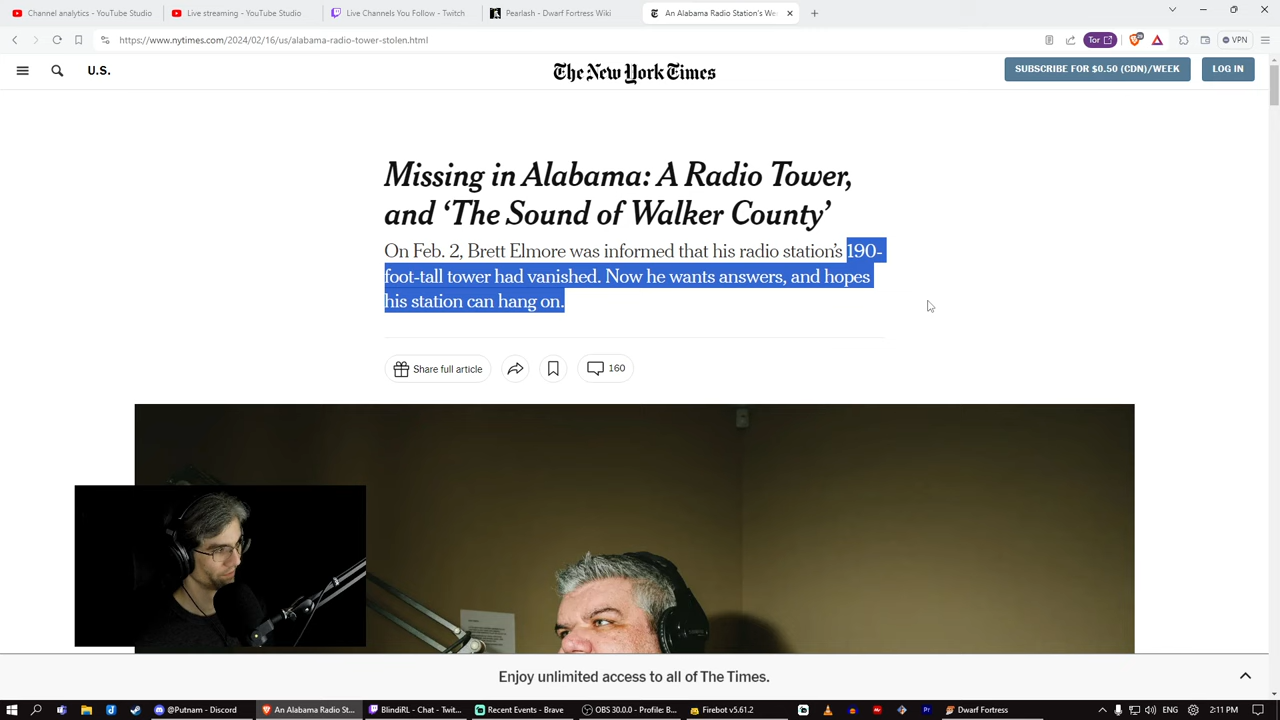 Channel analytics - YouTube Studio
Live streaming - YouTube Studio
Live Channels You Follow - Twitch
Pearlash - Dwarf Fortress Wiki
An Alabama Radio Station's We
https://www.nytimes.com/2024/02/16/us/alabama-radio-tower-stolen.html
Tor
VPN
U.S.
The New York Times
SUBSCRIBE FOR $0.50 (CDN)/WEEK
LOG IN
Missing in Alabama: A Radio Tower,
and ‘The Sound of Walker County’
On Feb. 2, Brett Elmore was informed that his radio station’s 190-
foot-tall tower had vanished. Now he wants answers, and hopes
his station can hang on.
Share full article
160
Enjoy unlimited access to all of The Times.
@Putnam - Discord
An Alabama Radio St...
BlindiRL - Chat - Twit...
Recent Events - Brave
OBS 30.0.0 - Profile: B...
Firebot v5.61.2
Dwarf Fortress
ENG
2:11 PM